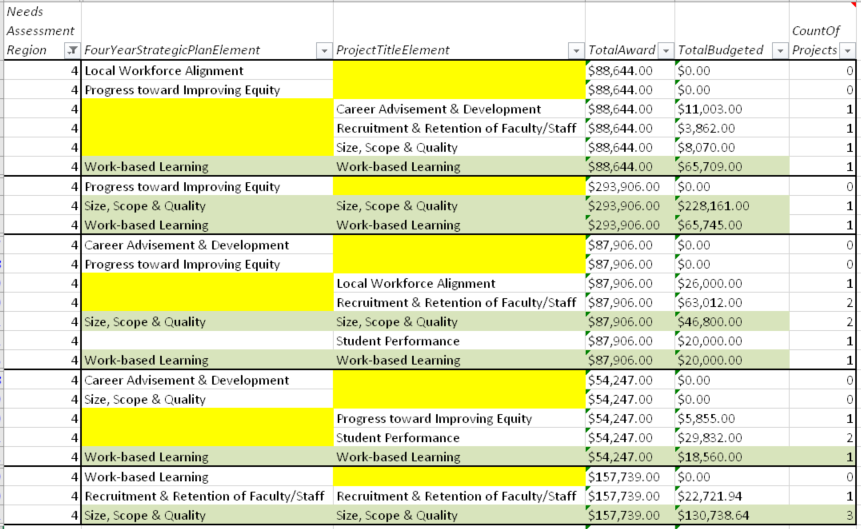 Needs
Assessment
Region FourYearStrategicPlanElement ProjectTitleElement TotalAward TotalBudgeted CountOf Projects
4 Local Workforce Alignment $88,644.00 $0.00 0
4 Progress toward Improving Equity $88,644.00 $0.00 0
4 Career Advisement & Development $88,644.00 $11,003.00 1
4 Recruitment & Retention of Faculty/Staff $88,644.00 $3,862.00 1
4 Size, Scope & Quality $88,644.00 $8,070.00 1
4 Work-based Learning Work-based Learning $88,644.00 $65,709.00 1
4 Progress toward Improving Equity $293,906.00 $0.00 0
4 Size, Scope & Quality Size, Scope & Quality $293,906.00 $228,161.00 1
4 Work-based Learning Work-based Learning $293,906.00 $65,745.00 1
4 Career Advisement & Development $87,906.00 $0.00 0
4 Progress toward Improving Equity $87,906.00 $0.00 0
4 Local Workforce Alignment $87,906.00 $26,000.00 1
4 Recruitment & Retention of Faculty/Staff $87,906.00 $63,012.00 2
4 Size, Scope & Quality Size, Scope & Quality $87,906.00 $46,800.00 2
4 Student Performance $87,906.00 $20,000.00 1
4 Work-based Learning Work-based Learning $87,906.00 $20,000.00 1
4 Career Advisement & Development $54,247.00 $0.00 0
4 Size, Scope & Quality $54,247.00 $0.00 0
4 Progress toward Improving Equity $54,247.00 $5,855.00 1
4 Student Performance $54,247.00 $29,832.00 2
4 Work-based Learning Work-based Learning $54,247.00 $18,560.00 1
4 Work-based Learning $157,739.00 $0.00 0
4 Recruitment & Retention of Faculty/Staff Recruitment & Retention of Faculty/Staff $157,739.00 $22,721.94 1
4 Size, Scope & Quality Size, Scope & Quality $157,739.00 $130,738.64 3